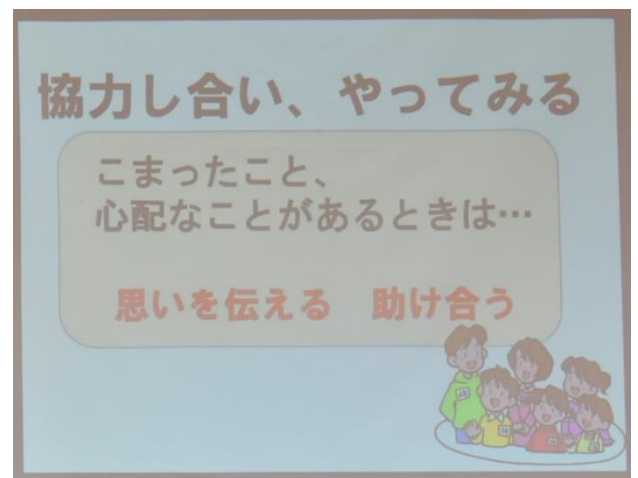 協力し合い、やってみる
こまったこと、
心配なことがあるときは…
思いを伝える　助け合う